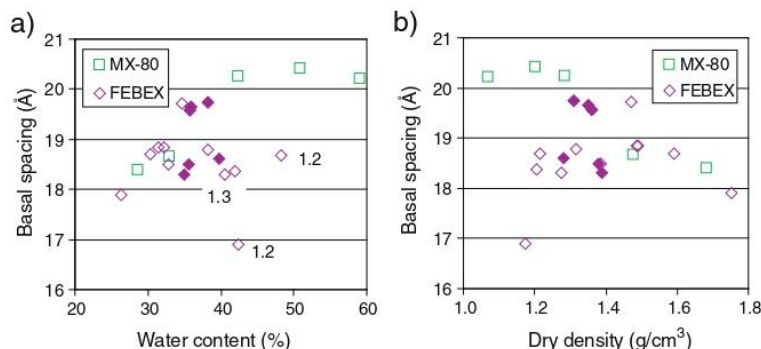 a)
21
20
19
18
17
16
Basal spacing (Å)
MX-80
FEBEX
1.2
1.3
1.2
20 30 40 50 60
Water content (%)
b)
21
20
19
18
17
16
Basal spacing (Å)
MX-80
FEBEX
1.0 1.2 1.4 1.6 1.8
Dry density (g/cm³)